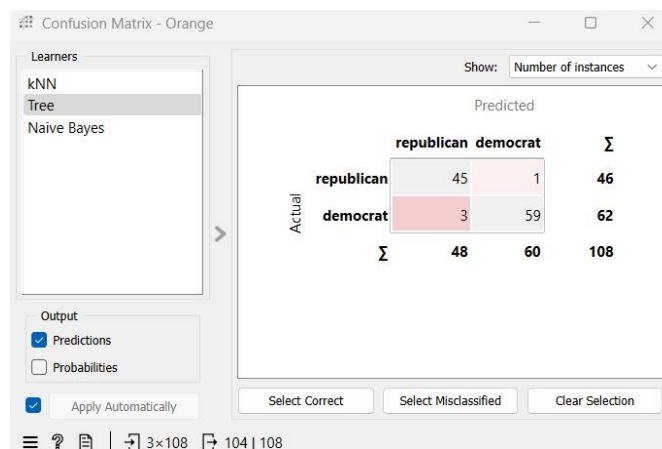 Confusion Matrix - Orange
Learners
kNN
Tree
Naive Bayes
Output
Predictions
Probabilities
Apply Automatically
Show: Number of instances
Predicted
republican democrat Σ
Actual
republican 45 1 46
democrat 3 59 62
Σ 48 60 108
Select Correct Select Misclassified Clear Selection
3×108 104 | 108